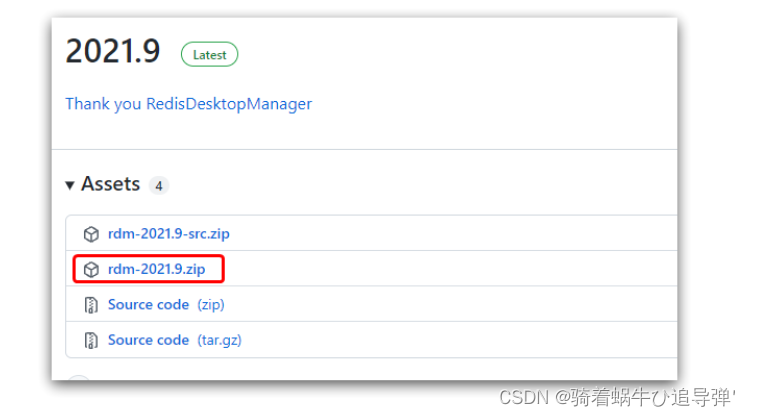 2021.9 Latest
Thank you RedisDesktopManager
Assets 4
rdm-2021.9-src.zip
rdm-2021.9.zip
Source code (zip)
Source code (tar.gz)
CSDN @骑着蜗牛ひ追导弹'